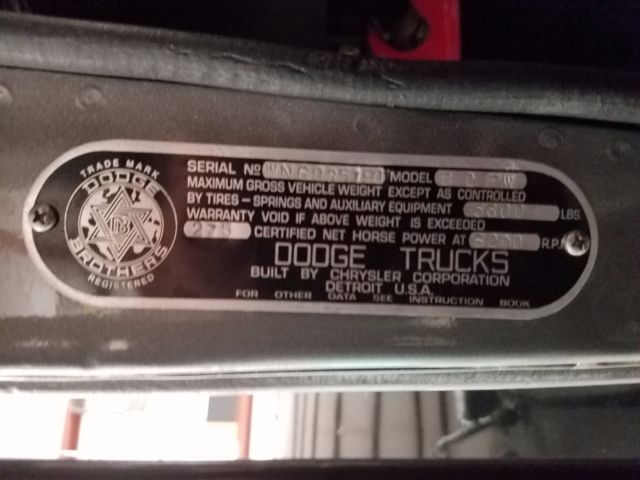 TRADE MARK
DODGE
DB
BROTHERS
REGISTERED
SERIAL No MODEL
MAXIMUM GROSS VEHICLE WEIGHT EXCEPT AS CONTROLLED
BY TIRES - SPRINGS AND AUXILIARY EQUIPMENT LBS.
WARRANTY VOID IF ABOVE WEIGHT IS EXCEEDED
275 CERTIFIED NET HORSE POWER AT 5200 R.P.M
DODGE TRUCKS
BUILT BY CHRYSLER CORPORATION
DETROIT U.S.A.
FOR OTHER DATA SEE INSTRUCTION BOOK